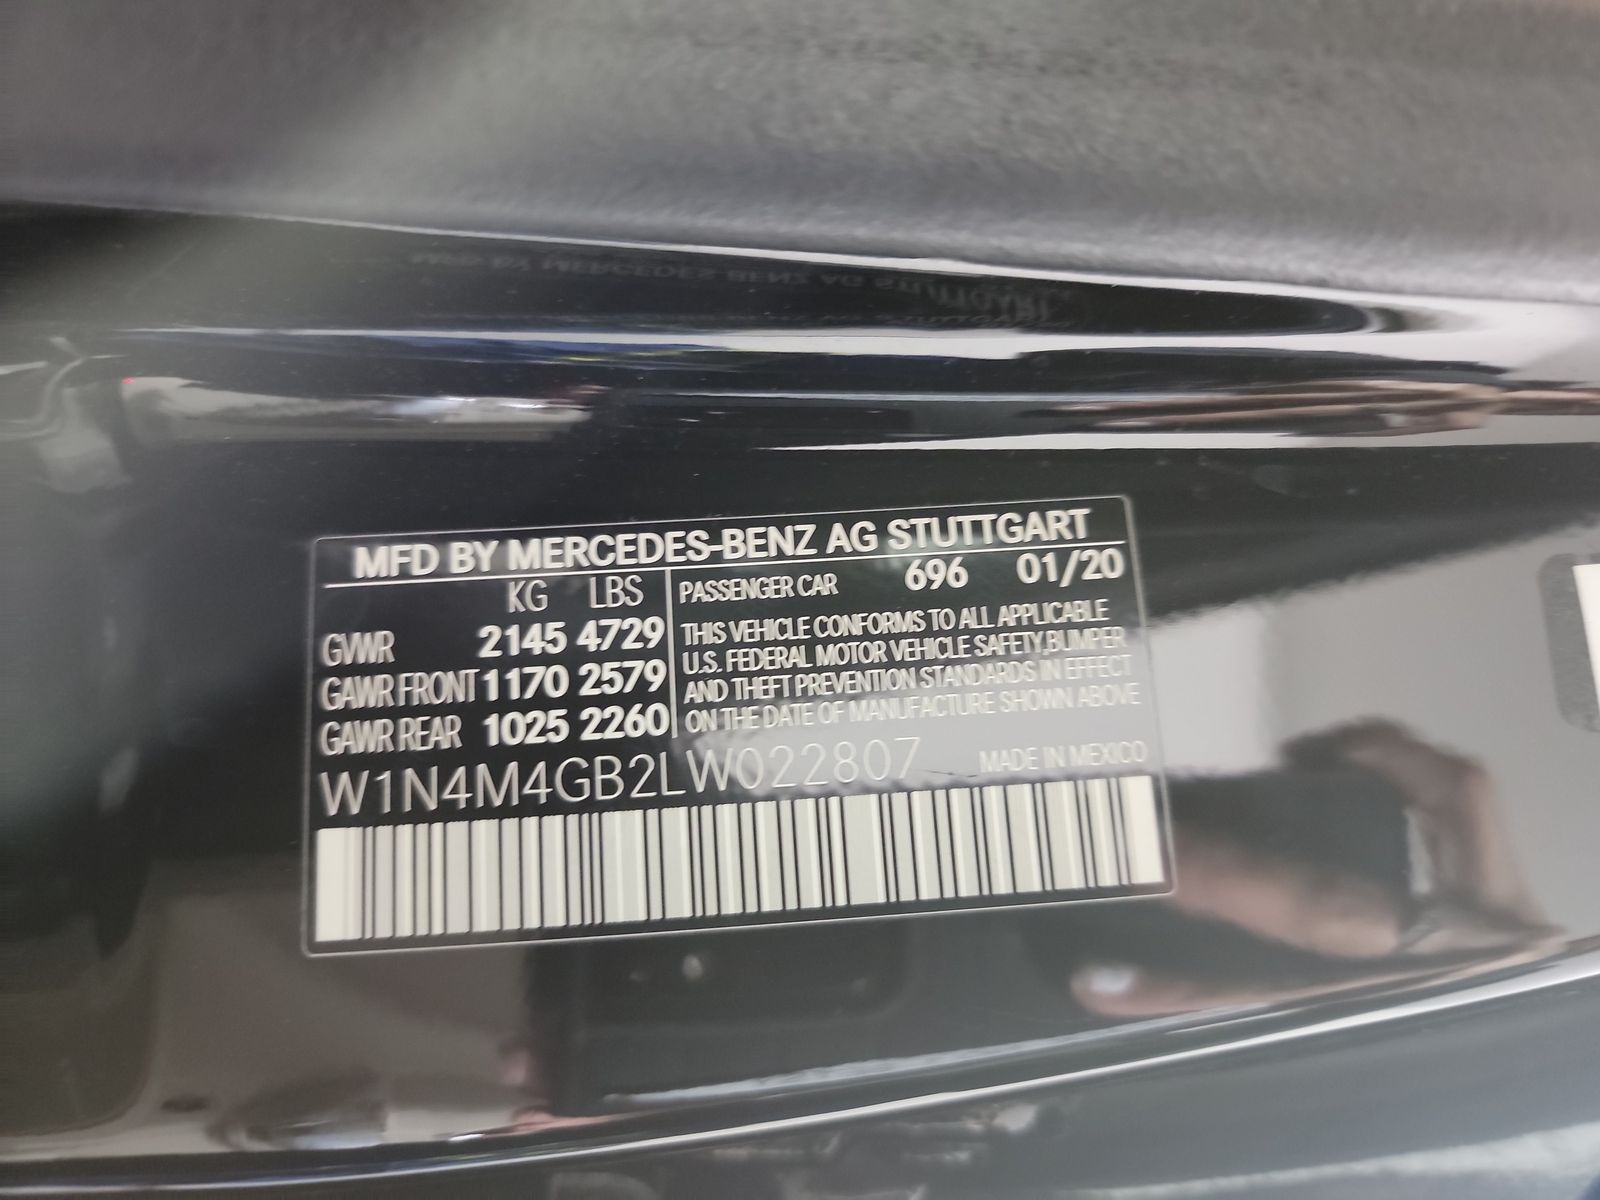 MFD BY MERCEDES-BENZ AG STUTTGART
KG LBS
GVWR 2145 4729
GAWR FRONT 1170 2579
GAWR REAR 1025 2260
PASSENGER CAR 696 01/20
THIS VEHICLE CONFORMS TO ALL APPLICABLE
U.S. FEDERAL MOTOR VEHICLE SAFETY,BUMPER
AND THEFT PREVENTION STANDARDS IN EFFECT
ON THE DATE OF MANUFACTURE SHOWN ABOVE
W1N4M4GB2LW022807 MADE IN MEXICO